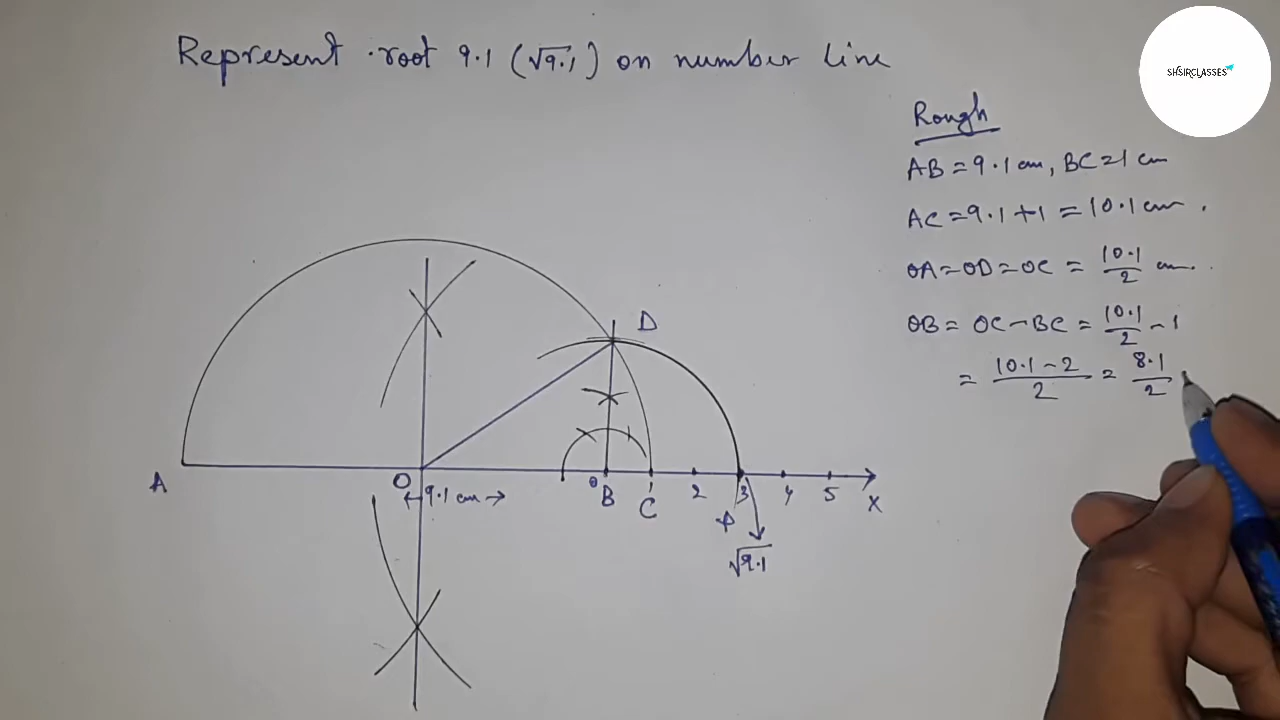 Represent root 9.1 (√9.1) on number line
SHSIRCLASSES
Rough
AB = 9.1 cm, BC = 1 cm
AC = 9.1 + 1 = 10.1 cm.
OA = OD = OC = 10.1/2 cm.
OB = OC - BC = 10.1/2 - 1
= 10.1 - 2/2 = 8.1/2
D
A O 0 B 1 C 2 3 4 5 X
← 9.1 cm →
P
√9.1